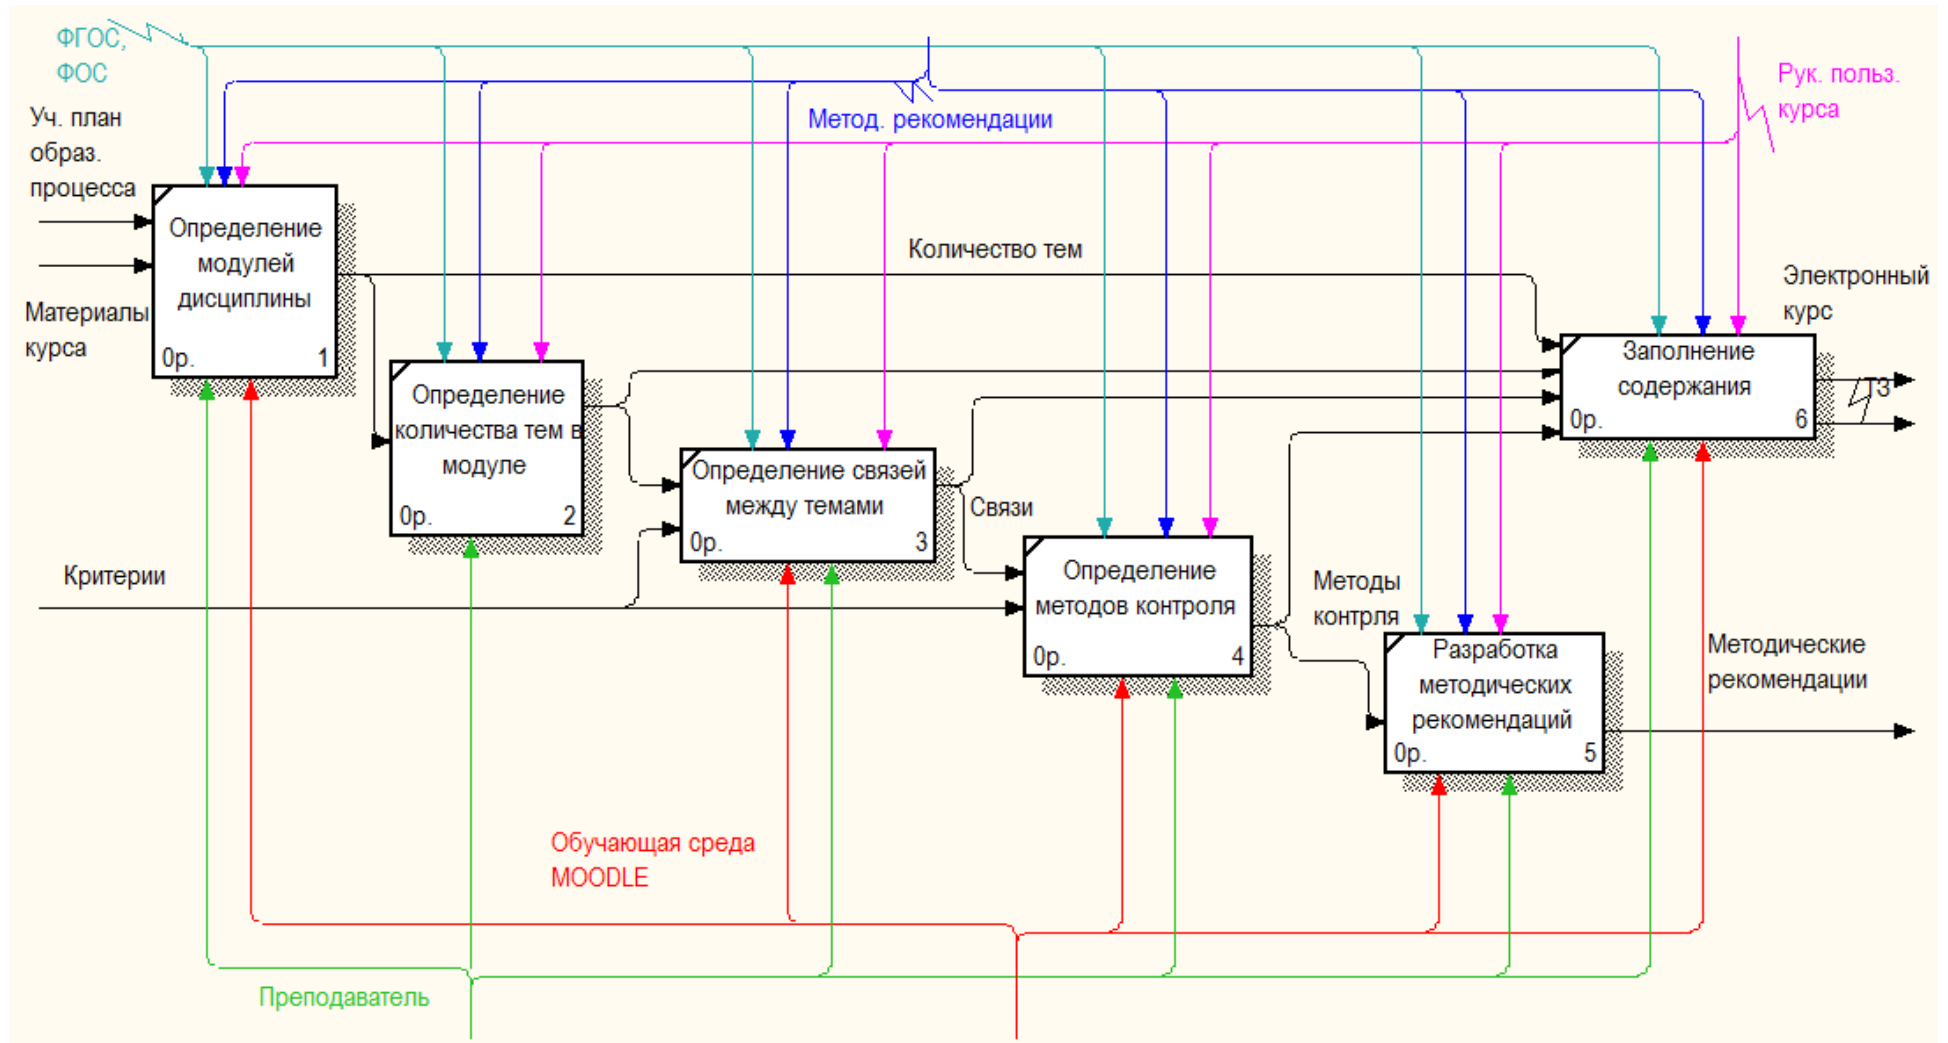 ФГОС,
ФОС
Рук. польз.
курса
Метод. рекомендации
Уч. план
образ.
процесса
Материалы
курса
Определение
модулей
дисциплины
0р. 1
Количество тем
Электронный
курс
Заполнение
содержания
0р. 6
ТЗ
Определение
количества тем в
модуле
0р. 2
Определение связей
между темами
0р. 3
Связи
Критерии
Определение
методов контроля
0р. 4
Методы
контрля
Разработка
методических
рекомендаций
0р. 5
Методические
рекомендации
Обучающая среда
MOODLE
Преподаватель